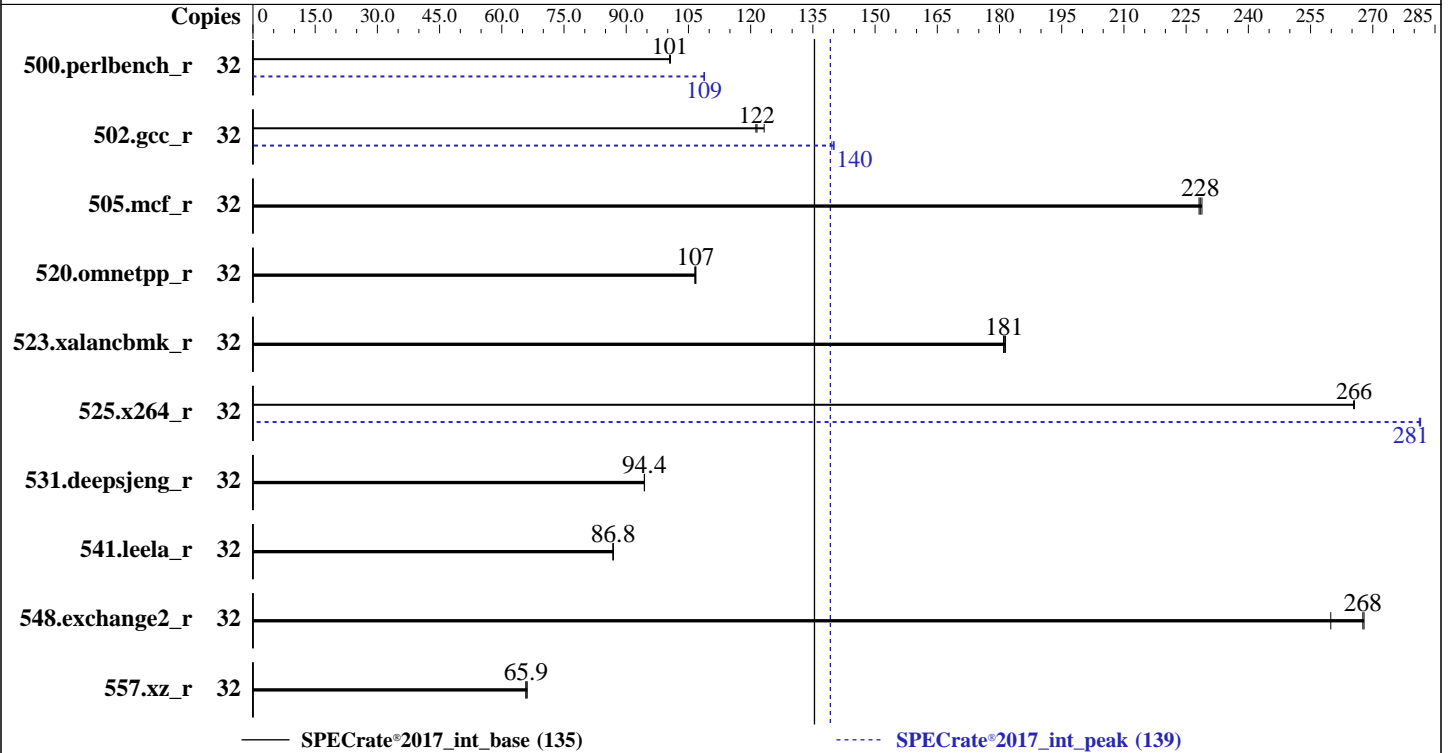 Copies 0 15.0 30.0 45.0 60.0 75.0 90.0 105 120 135 150 165 180 195 210 225 240 255 270 285
500.perlbench_r 32 101
109
502.gcc_r 32 122
140
505.mcf_r 32 228
520.omnetpp_r 32 107
523.xalancbmk_r 32 181
525.x264_r 32 266
281
531.deepsjeng_r 32 94.4
541.leela_r 32 86.8
548.exchange2_r 32 268
557.xz_r 32 65.9
SPECrate®2017_int_base (135) SPECrate®2017_int_peak (139)